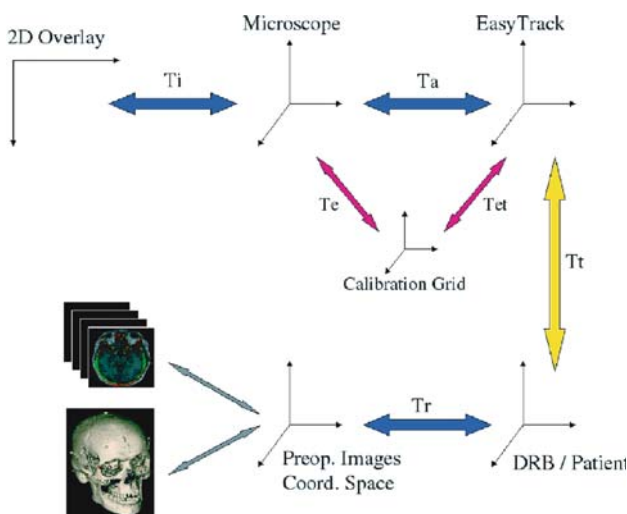 Microscope
EasyTrack
2D Overlay
Ti
Ta
Te
Tet
Calibration Grid
Tt
Tr
Preop. Images
Coord. Space
DRB / Patient